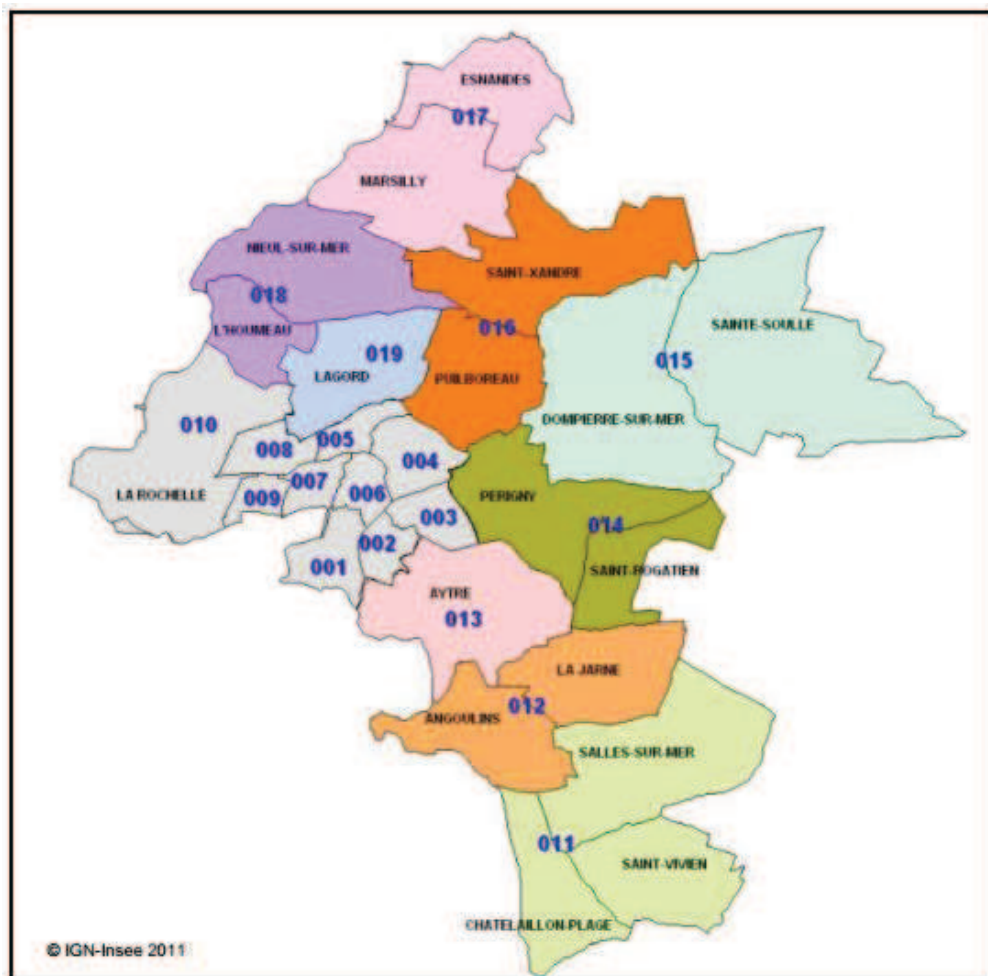 ESNANDES
017
MARSILLY
NIEUL-SUR-MER
SAINT-XANDRE
018
L'HOUMEAU
016
SAINTE-SOULLE
019
LAGORD
PUILBOREAU
015
010
DOMPIERRE-SUR-MER
008
005
004
LA ROCHELLE
007
006
009
PERIGNY
003
014
002
001
SAINT-ROGATIEN
AYTRE
013
LA JARNE
012
ANGOULINS
SALLES-SUR-MER
011
SAINT-VIVIEN
CHATELAILLON-PLAGE
© IGN-Insee 2011